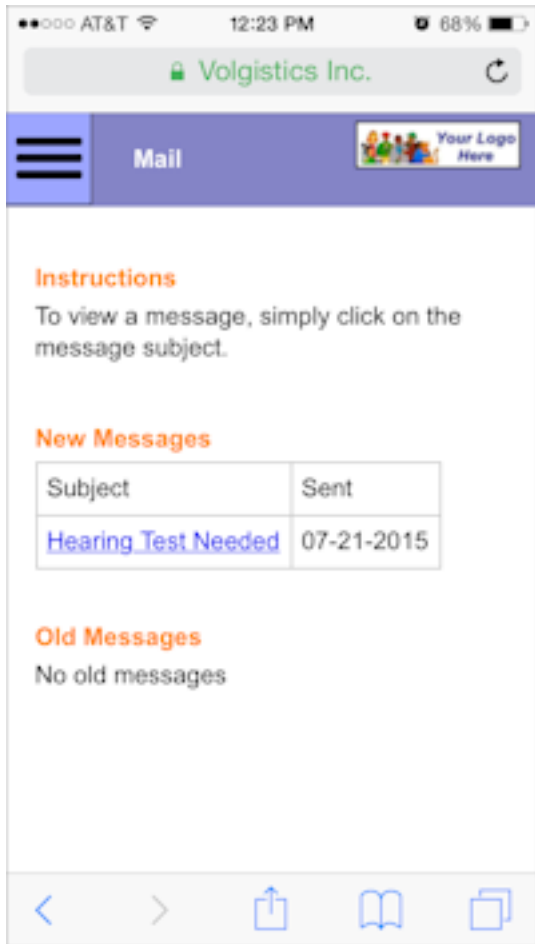 AT&T 12:23 PM 68%
Volgistics Inc.
Mail
Your Logo
Here
Instructions
To view a message, simply click on the
message subject.
New Messages
Subject Sent
Hearing Test Needed 07-21-2015
Old Messages
No old messages